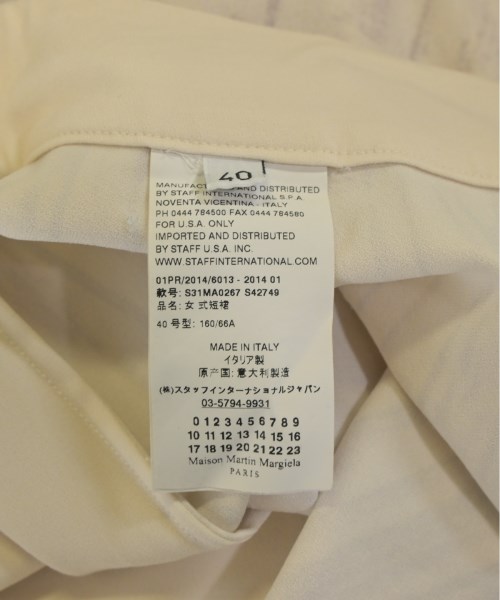 40
MANUFACT AND DISTRIBUTED
BY STAFF INTERNATIONAL S.P.A.
NOVENTA VICENTINA - ITALY
PH 0444 784500 FAX 0444 784580
FOR U.S.A. ONLY
IMPORTED AND DISTRIBUTED
BY STAFF U.S.A. INC.
WWW.STAFFINTERNATIONAL.COM
01PR/2014/6013 - 2014 01
款号: S31MA0267 S42749
品名: 女式短裙
40 号型: 160/66A
MADE IN ITALY
イタリア製
原产国: 意大利製造
(株)スタッフインターナショナルジャパン
03-5794-9931
0 1 2 3 4 5 6 7 8 9
10 11 12 13 14 15 16
17 18 19 20 21 22 23
Maison Martin Margiela
PARIS